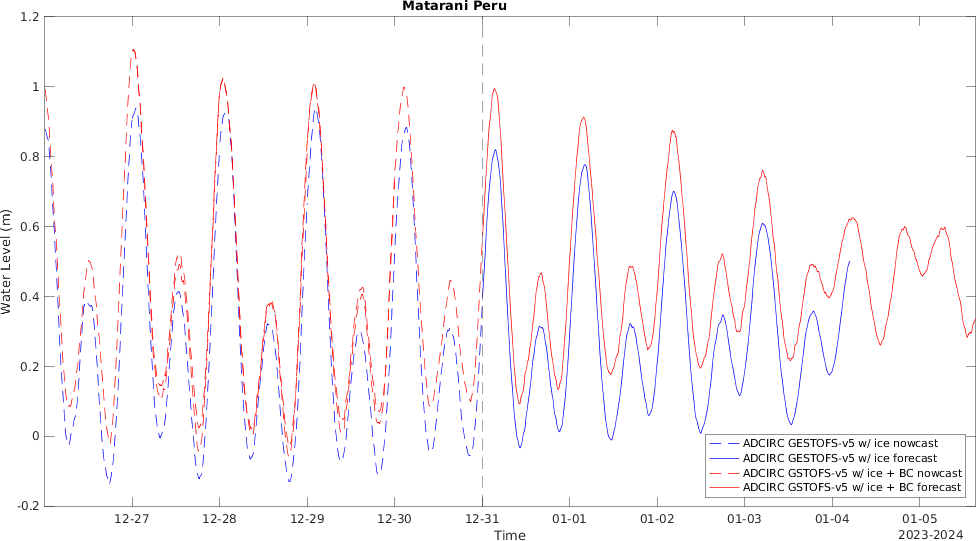 Matarani Peru
1.2
1
0.8
0.6
0.4
0.2
0
-0.2
Water Level (m)
ADCIRC GESTOFS-v5 w/ ice nowcast
ADCIRC GESTOFS-v5 w/ ice forecast
ADCIRC GSTOFS-v5 w/ ice + BC nowcast
ADCIRC GSTOFS-v5 w/ ice + BC forecast
12-27 12-28 12-29 12-30 12-31 01-01 01-02 01-03 01-04 01-05
Time
2023-2024